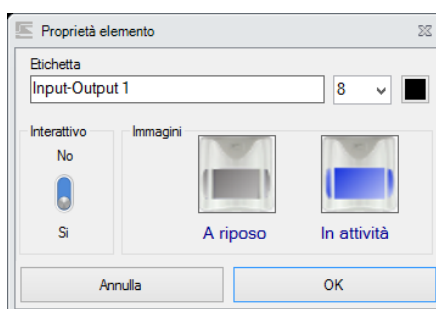 Proprietà elemento
Etichetta
Input-Output 1
8
Interattivo
Immagini
No
Si
A riposo
In attività
Annulla
OK